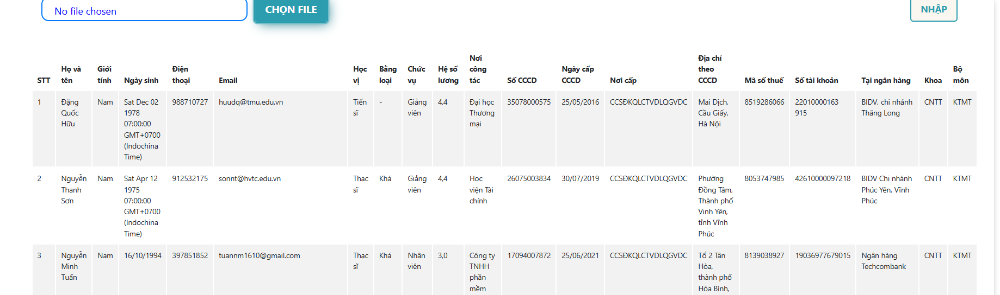 No file chosen
CHỌN FILE
NHẬP
STT
Họ và tên
Giới tính
Ngày sinh
Điện thoại
Email
Học vị
Bằng loại
Chức vụ
Hệ số lương
Nơi công tác
Số CCCD
Ngày cấp CCCD
Nơi cấp
Địa chỉ theo CCCD
Mã số thuế
Số tài khoản
Tại ngân hàng
Khoa
Bộ môn
1
Đặng Quốc Hữu
Nam
Sat Dec 02 1978 07:00:00 GMT+0700 (Indochina Time)
988710727
huudq@tmu.edu.vn
Tiến sĩ
-
Giảng viên
4,4
Đại học Thương mại
35078000575
25/05/2016
CCSĐKQLCTVDLQGVDC
Mai Dịch, Cầu Giấy, Hà Nội
8519286066
22010000163 915
BIDV, chi nhánh Thăng Long
CNTT
KTMT
2
Nguyễn Thanh Sơn
Nam
Sat Apr 12 1975 07:00:00 GMT+0700 (Indochina Time)
912532175
sonnt@hvtc.edu.vn
Thạc sĩ
Khá
Giảng viên
4,4
Học viện Tài chính
26075003834
30/07/2019
CCSĐKQLCTVDLQGVDC
Phường Đồng Tâm, Thành phố Vinh Yên, tỉnh Vĩnh Phúc
8053747985
42610000097218
BIDV Chi nhánh Phúc Yên, Vĩnh Phúc
CNTT
KTMT
3
Nguyễn Minh Tuấn
Nam
16/10/1994
397851852
tuannm1610@gmail.com
Thạc sĩ
Khá
Nhân viên
3,0
Công ty TNHH phần mềm
17094007872
25/06/2021
CCSĐKQLCTVDLQGVDC
Tổ 2 Tân Hòa, thành phố Hòa Bình,
8139038927
19036977679015
Ngân hàng Techcombank
CNTT
KTMT